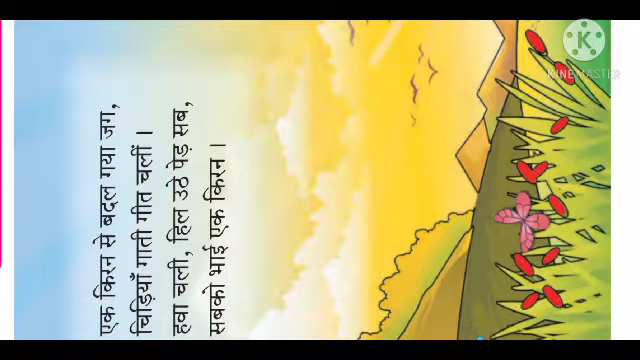 एक किरन से बदल गया जग,
चिड़ियाँ गाती गीत चलीं ।
हवा चली, हिल उठे पेड़ सब,
सबको भाई एक किरन ।
KINEMASTER